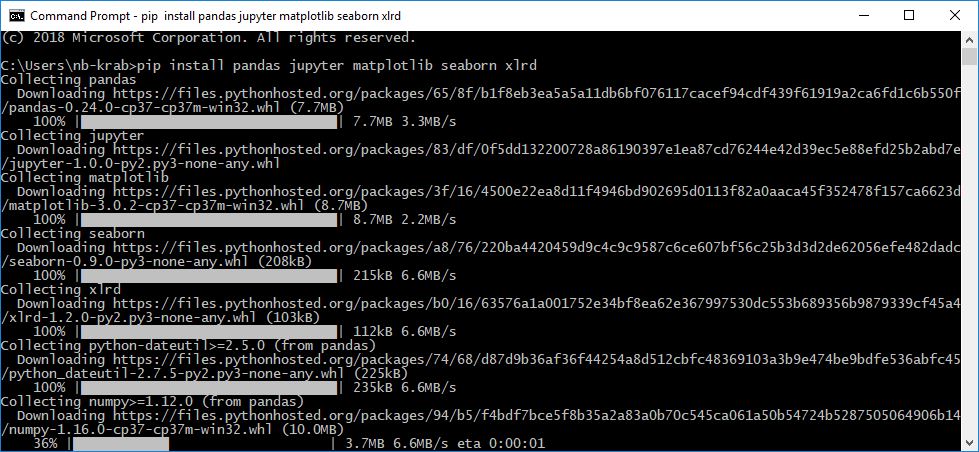 Command Prompt - pip  install pandas jupyter matplotlib seaborn xlrd
(c) 2018 Microsoft Corporation. All rights reserved.
C:\Users\nb-krab>pip install pandas jupyter matplotlib seaborn xlrd
Collecting pandas
  Downloading https://files.pythonhosted.org/packages/65/8f/b1f8eb3ea5a5a11db6bf076117cacef94cdf439f61919a2ca6fd1c6b550f
/pandas-0.24.0-cp37-cp37m-win32.whl (7.7MB)
    100% |████████████████████████████████| 7.7MB 3.3MB/s
Collecting jupyter
  Downloading https://files.pythonhosted.org/packages/83/df/0f5dd132200728a86190397e1ea87cd76244e42d39ec5e88efd25b2abd7e
/jupyter-1.0.0-py2.py3-none-any.whl
Collecting matplotlib
  Downloading https://files.pythonhosted.org/packages/3f/16/4500e22ea8d11f4946bd902695d0113f82a0aaca45f352478f157ca6623d
/matplotlib-3.0.2-cp37-cp37m-win32.whl (8.7MB)
    100% |████████████████████████████████| 8.7MB 2.2MB/s
Collecting seaborn
  Downloading https://files.pythonhosted.org/packages/a8/76/220ba4420459d9c4c9c9587c6ce607bf56c25b3d3d2de62056efe482dadc
/seaborn-0.9.0-py3-none-any.whl (208kB)
    100% |████████████████████████████████| 215kB 6.6MB/s
Collecting xlrd
  Downloading https://files.pythonhosted.org/packages/b0/16/63576a1a001752e34bf8ea62e367997530dc553b689356b9879339cf45a4
/xlrd-1.2.0-py2.py3-none-any.whl (103kB)
    100% |████████████████████████████████| 112kB 6.6MB/s
Collecting python-dateutil>=2.5.0 (from pandas)
  Downloading https://files.pythonhosted.org/packages/74/68/d87d9b36af36f44254a8d512cbfc48369103a3b9e474be9bdfe536abfc45
/python_dateutil-2.7.5-py2.py3-none-any.whl (225kB)
    100% |████████████████████████████████| 235kB 6.6MB/s
Collecting numpy>=1.12.0 (from pandas)
  Downloading https://files.pythonhosted.org/packages/94/b5/f4bdf7bce5f8b35a2a83a0b70c545ca061a50b54724b5287505064906b14
/numpy-1.16.0-cp37-cp37m-win32.whl (10.0MB)
    36% |████████████                    | 3.7MB 6.6MB/s eta 0:00:01